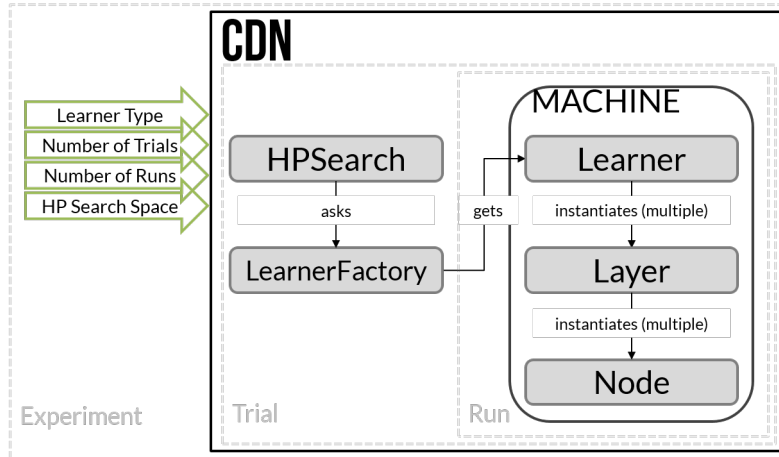 CDN
MACHINE
Learner Type
Number of Trials
Number of Runs
HP Search Space
HPSearch
asks
LearnerFactory
gets
Learner
instantiates (multiple)
Layer
instantiates (multiple)
Node
Experiment
Trial
Run